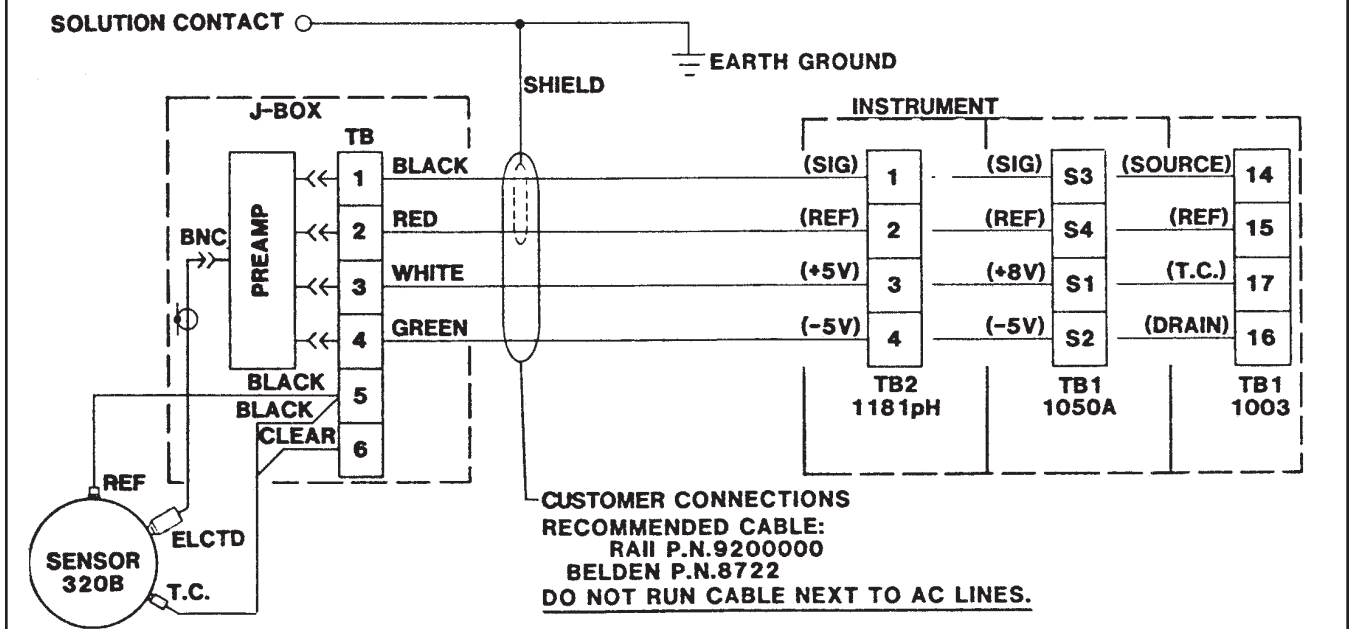 SOLUTION CONTACT
EARTH GROUND
SHIELD
J-BOX
INSTRUMENT
TB
BLACK
(SIG)
(SIG)
(SOURCE)
1
1
S3
14
RED
(REF)
(REF)
(REF)
2
2
S4
15
BNC
PREAMP
WHITE
(+5V)
(+8V)
(T.C.)
3
3
S1
17
GREEN
(-5V)
(-5V)
(DRAIN)
4
4
S2
16
BLACK
5
BLACK
CLEAR
6
TB2
1181pH
TB1
1050A
TB1
1003
REF
ELCTD
SENSOR
320B
T.C.
CUSTOMER CONNECTIONS
RECOMMENDED CABLE:
RAII P.N.9200000
BELDEN P.N.8722
DO NOT RUN CABLE NEXT TO AC LINES.